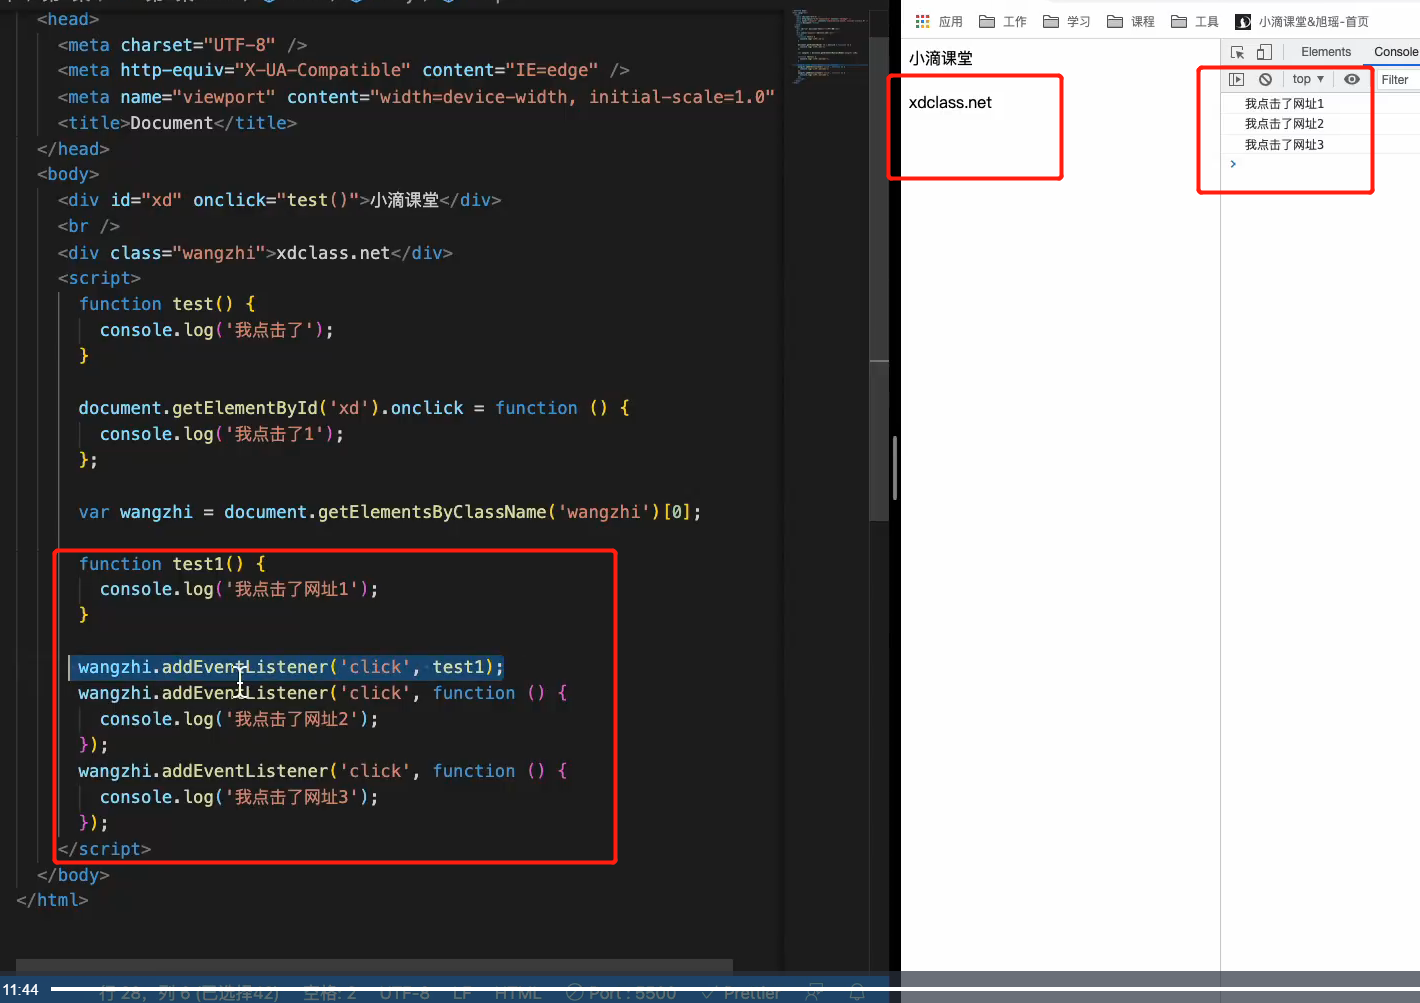 <head>
<meta charset="UTF-8" />
<meta http-equiv="X-UA-Compatible" content="IE=edge" />
<meta name="viewport" content="width=device-width, initial-scale=1.0"
<title>Document</title>
</head>
<body>
<div id="xd" onclick="test()">小滴课堂</div>
<br />
<div class="wangzhi">xdclass.net</div>
<script>
function test() {
console.log('我点击了');
}
document.getElementById('xd').onclick = function () {
console.log('我点击了1');
};
var wangzhi = document.getElementsByClassName('wangzhi')[0];
function test1() {
console.log('我点击了网址1');
}
wangzhi.addEventListener('click', test1);
wangzhi.addEventListener('click', function () {
console.log('我点击了网址2');
});
wangzhi.addEventListener('click', function () {
console.log('我点击了网址3');
});
</script>
</body>
</html>
11:44
行 28, 列 6 (已选择42) 空格: 2 UTF-8 LF HTML Port : 5500 Prettier
应用 工作 学习 课程 工具 小滴课堂&旭瑶-首页
小滴课堂
xdclass.net
Elements Console
top Filter
我点击了网址1
我点击了网址2
我点击了网址3